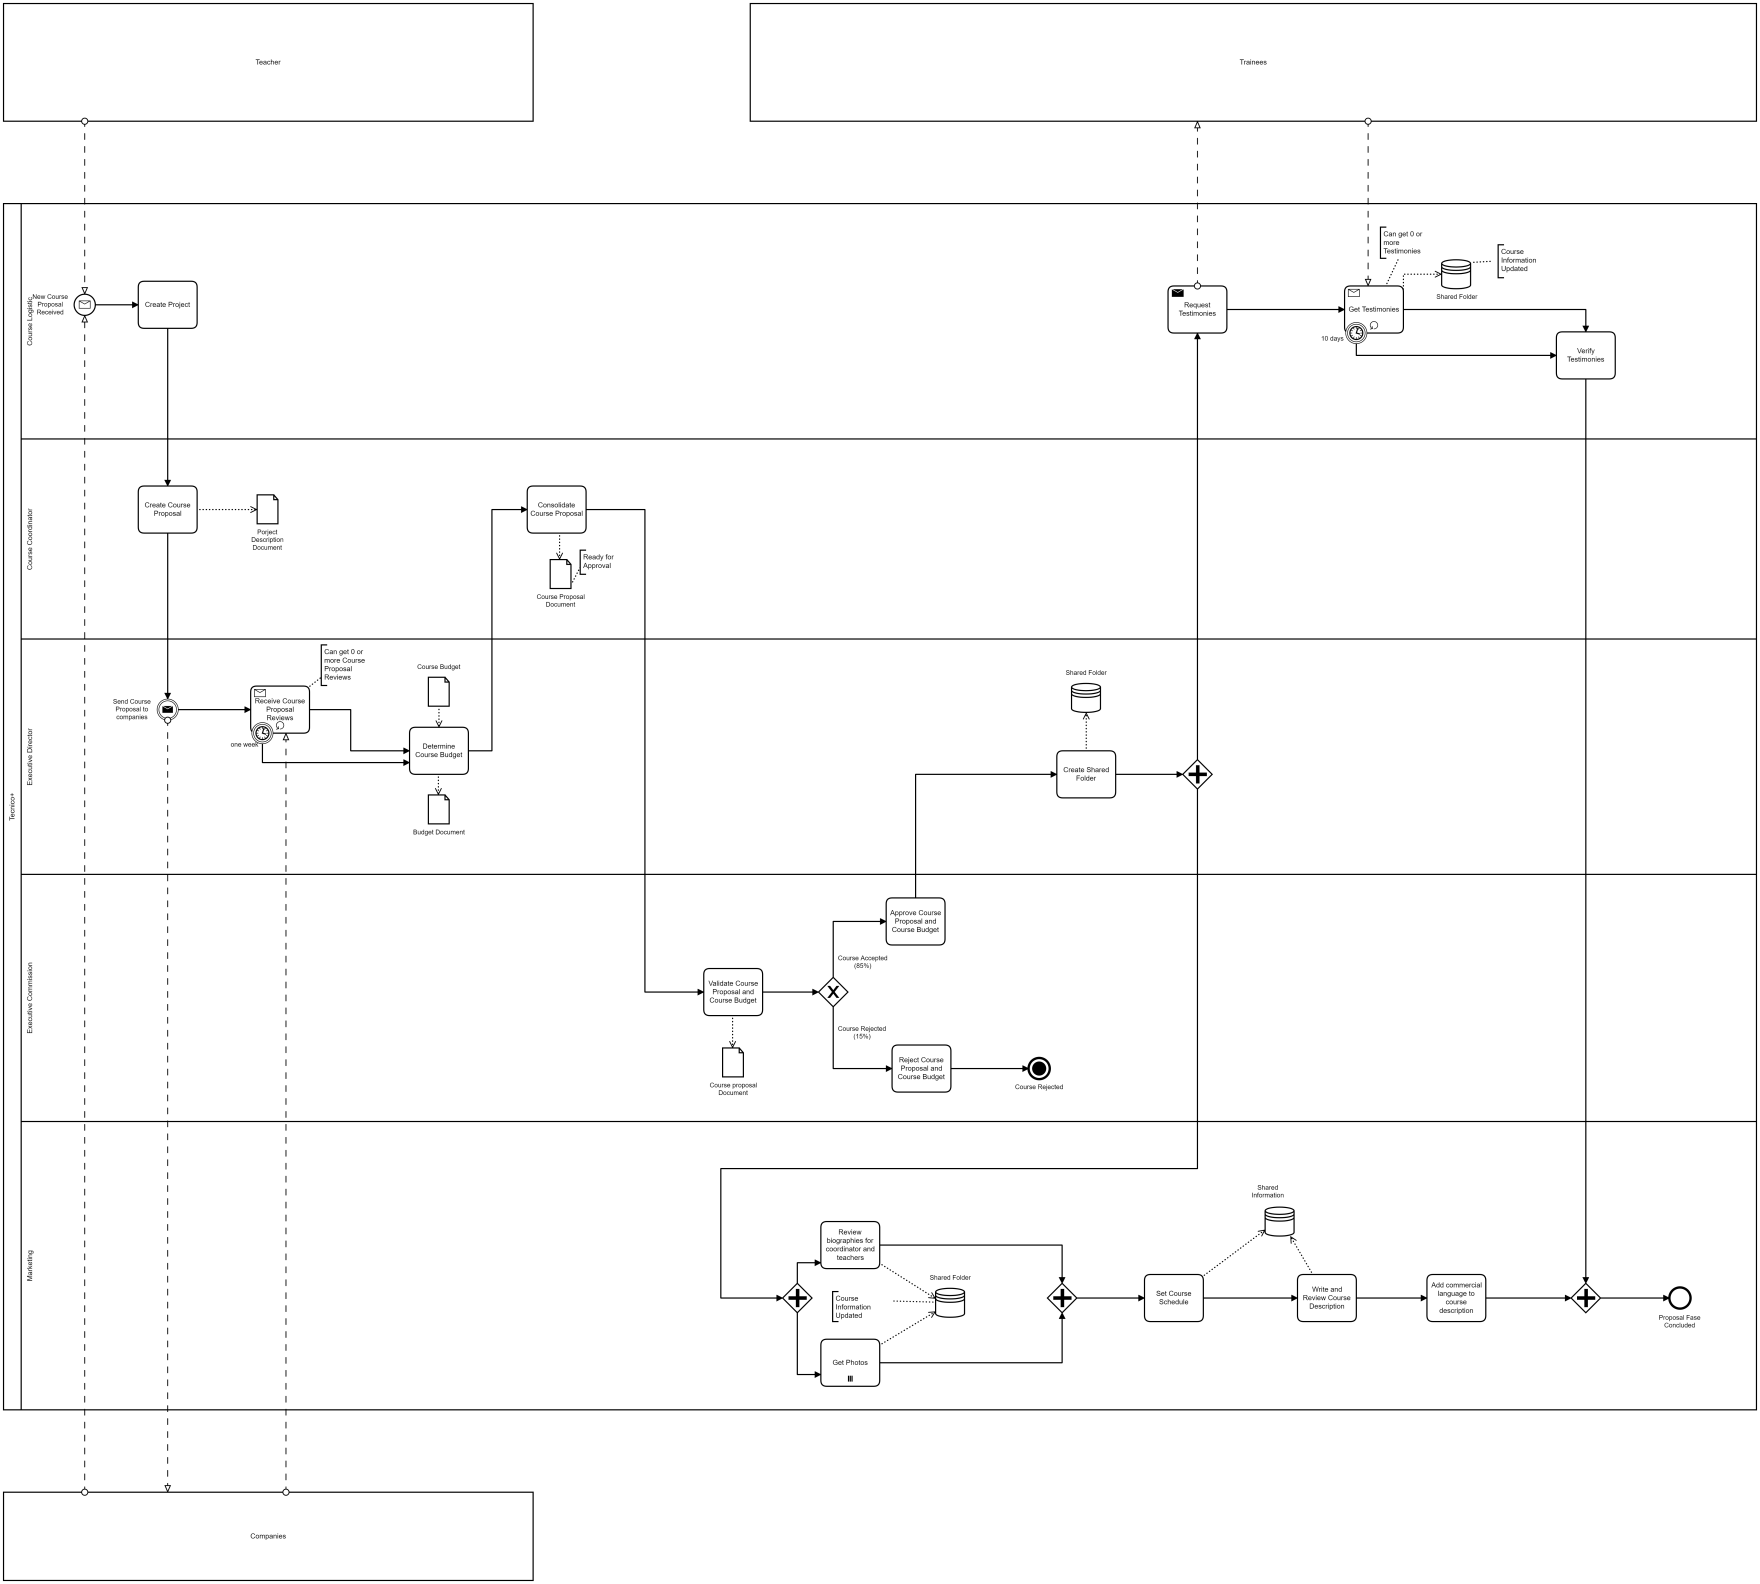 Teacher
Trainees
Tecnico+
Course Logistic
New Course
Proposal
Received
Create Project
Request
Testimonies
Can get 0 or
more
Testimonies
Get Testimonies
10 days
Shared Folder
Course
Information
Updated
Verify
Testimonies
Course Coordinator
Create Course
Proposal
Porject
Description
Document
Consolidate
Course Proposal
Ready for
Approval
Course Proposal
Document
Executive Director
Send Course
Proposal to
companies
Can get 0 or
more Course
Proposal
Reviews
Receive Course
Proposal
Reviews
one week
Course Budget
Determine
Course Budget
Budget Document
Shared Folder
Create Shared
Folder
Executive Commission
Validate Course
Proposal and
Course Budget
Course proposal
Document
Course Accepted
(85%)
Approve Course
Proposal and
Course Budget
Course Rejected
(15%)
Reject Course
Proposal and
Course Budget
Course Rejected
Marketing
Review
biographies for
coordinator and
teachers
Course
Information
Updated
Shared Folder
Get Photos
Set Course
Schedule
Shared
Information
Write and
Review Course
Description
Add commercial
language to
course
description
Proposal Fase
Concluded
Companies